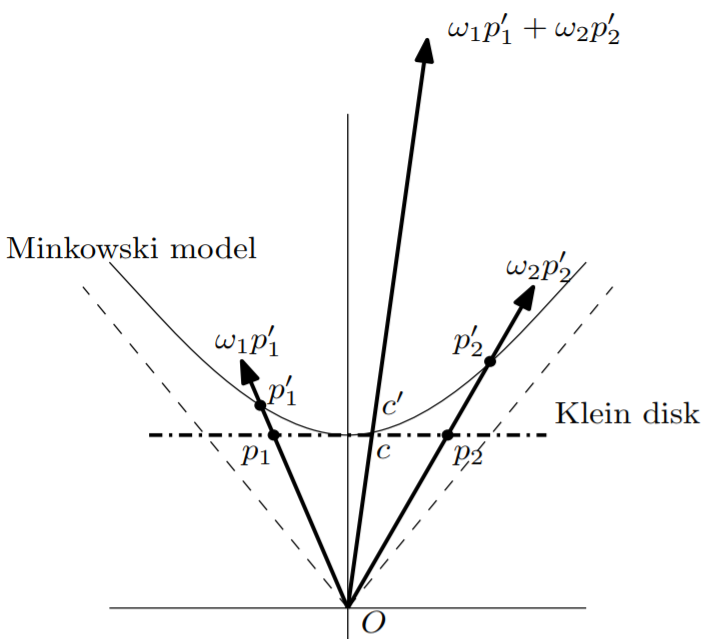 ω₁p′₁ + ω₂p′₂
Minkowski model
ω₂p′₂
ω₁p′₁
p′₂
p′₁
c′
Klein disk
p₁
c
p₂
O